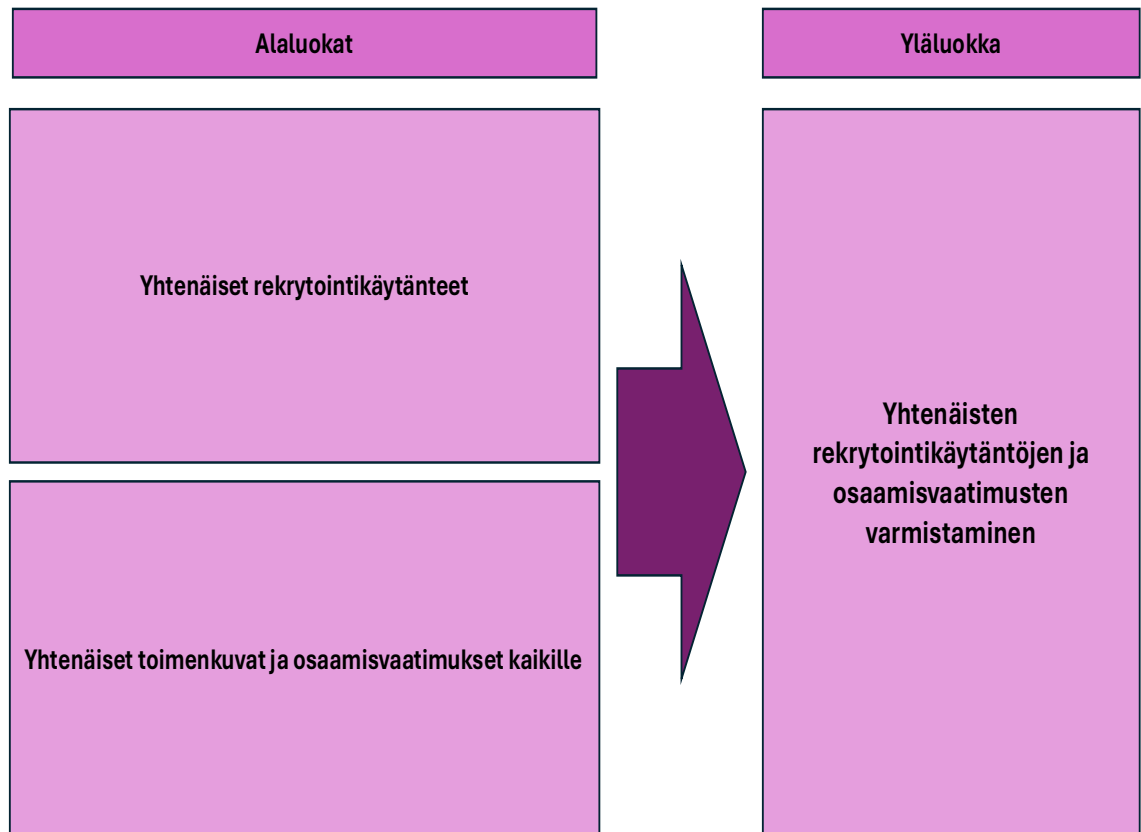 Alaluokat
Yläluokka
Yhtenäiset rekrytointikäytänteet
Yhtenäiset toimenkuvat ja osaamisvaatimukset kaikille
Yhtenäisten
rekrytointikäytäntöjen ja
osaamisvaatimusten
varmistaminen